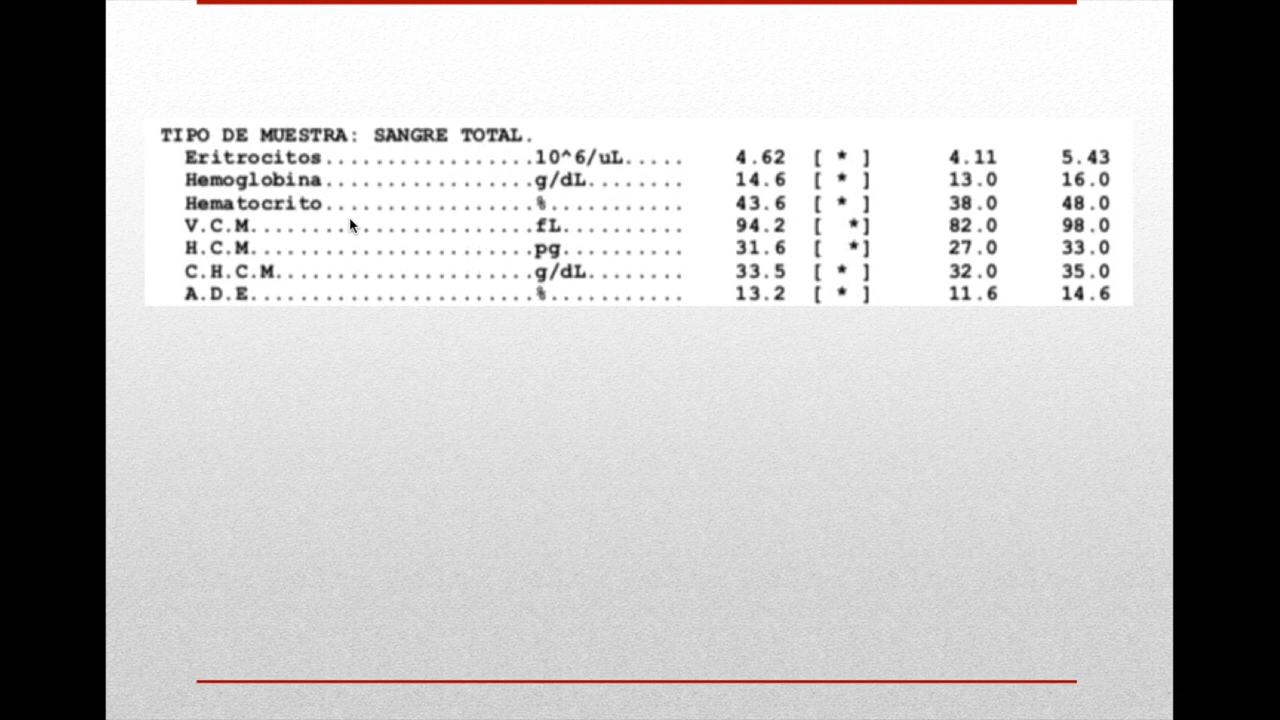 TIPO DE MUESTRA: SANGRE TOTAL.
Eritrocitos.................10^6/uL..... 4.62 [ * ] 4.11 5.43
Hemoglobina.................g/dL........ 14.6 [ * ] 13.0 16.0
Hematocrito.................%........... 43.6 [ * ] 38.0 48.0
V.C.M.......................fL.......... 94.2 [  *] 82.0 98.0
H.C.M.......................pg.......... 31.6 [  *] 27.0 33.0
C.H.C.M.....................g/dL........ 33.5 [ * ] 32.0 35.0
A.D.E.......................%........... 13.2 [ * ] 11.6 14.6